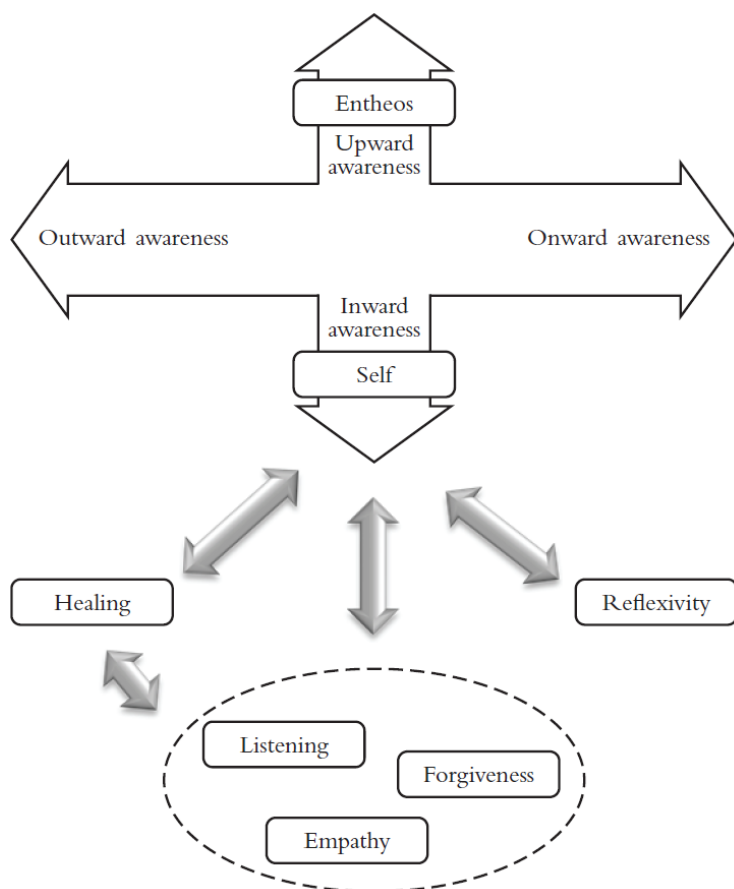 Entheos
Upward
awareness
Outward awareness
Onward awareness
Inward
awareness
Self
Healing
Reflexivity
Listening
Forgiveness
Empathy